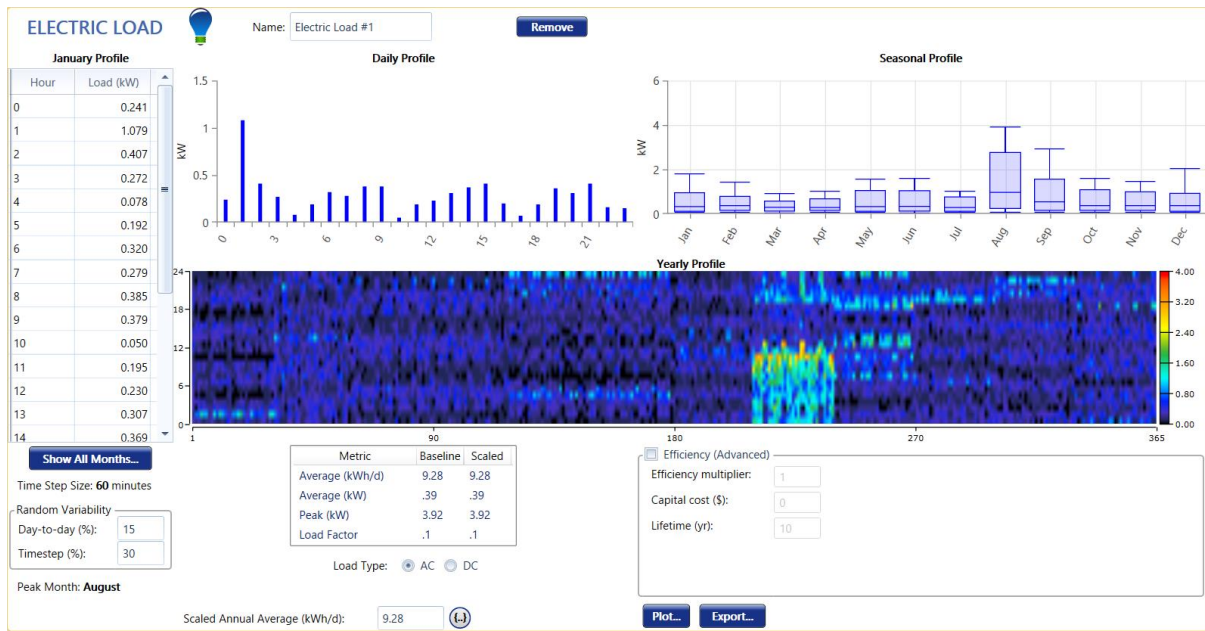 ELECTRIC LOAD
Name: Electric Load #1
Remove
January Profile
Hour Load (kW)
0 0.241
1 1.079
2 0.407
3 0.272
4 0.078
5 0.192
6 0.320
7 0.279
8 0.385
9 0.379
10 0.050
11 0.195
12 0.230
13 0.307
14 0.369
Show All Months...
Daily Profile
kW
1.5
1
0.5
0
0 3 6 9 12 15 18 21
Seasonal Profile
kW
6
4
2
0
Jan Feb Mar Apr May Jun Jul Aug Sep Oct Nov Dec
Yearly Profile
24
18
12
6
0
1 90 180 270 365
4.00
3.20
2.40
1.60
0.80
0.00
Time Step Size: 60 minutes
Random Variability
Day-to-day (%): 15
Timestep (%): 30
Peak Month: August
Metric Baseline Scaled
Average (kWh/d) 9.28 9.28
Average (kW) .39 .39
Peak (kW) 3.92 3.92
Load Factor .1 .1
Load Type: AC DC
Scaled Annual Average (kWh/d): 9.28 {..}
Efficiency (Advanced)
Efficiency multiplier: 1
Capital cost ($): 0
Lifetime (yr): 10
Plot... Export...